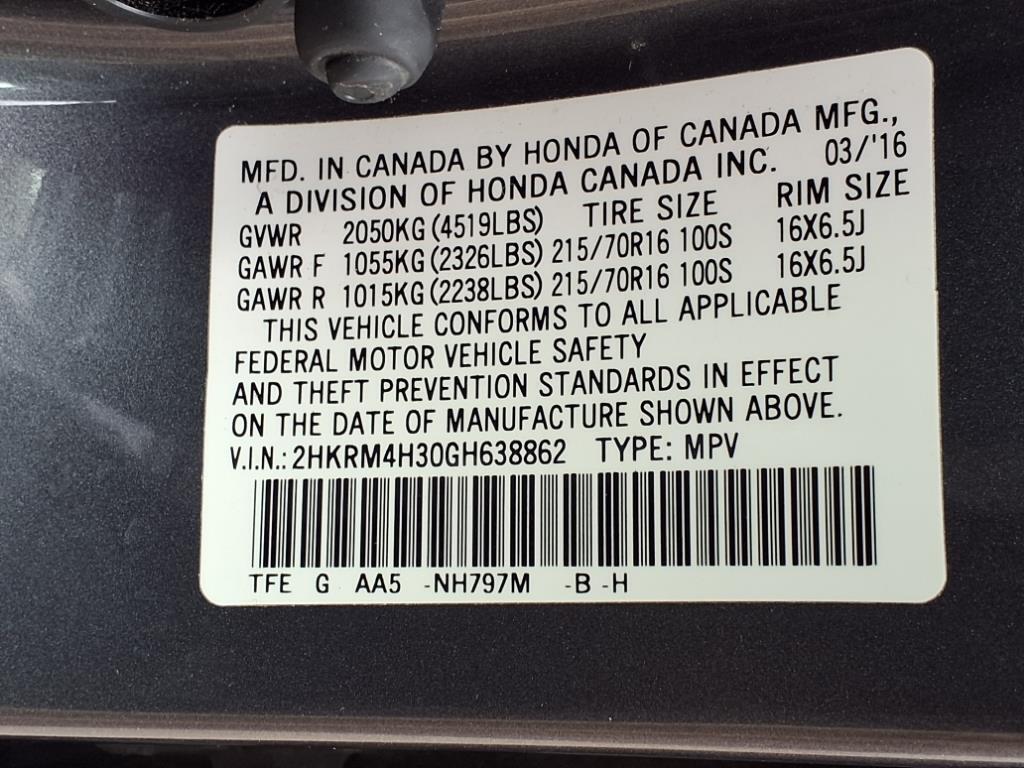 MFD. IN CANADA BY HONDA OF CANADA MFG.,
A DIVISION OF HONDA CANADA INC. 03/'16
GVWR 2050KG (4519LBS) TIRE SIZE RIM SIZE
GAWR F 1055KG (2326LBS) 215/70R16 100S 16X6.5J
GAWR R 1015KG (2238LBS) 215/70R16 100S 16X6.5J
THIS VEHICLE CONFORMS TO ALL APPLICABLE
FEDERAL MOTOR VEHICLE SAFETY
AND THEFT PREVENTION STANDARDS IN EFFECT
ON THE DATE OF MANUFACTURE SHOWN ABOVE.
V.I.N.: 2HKRM4H30GH638862 TYPE: MPV
TFE G AA5 -NH797M -B -H